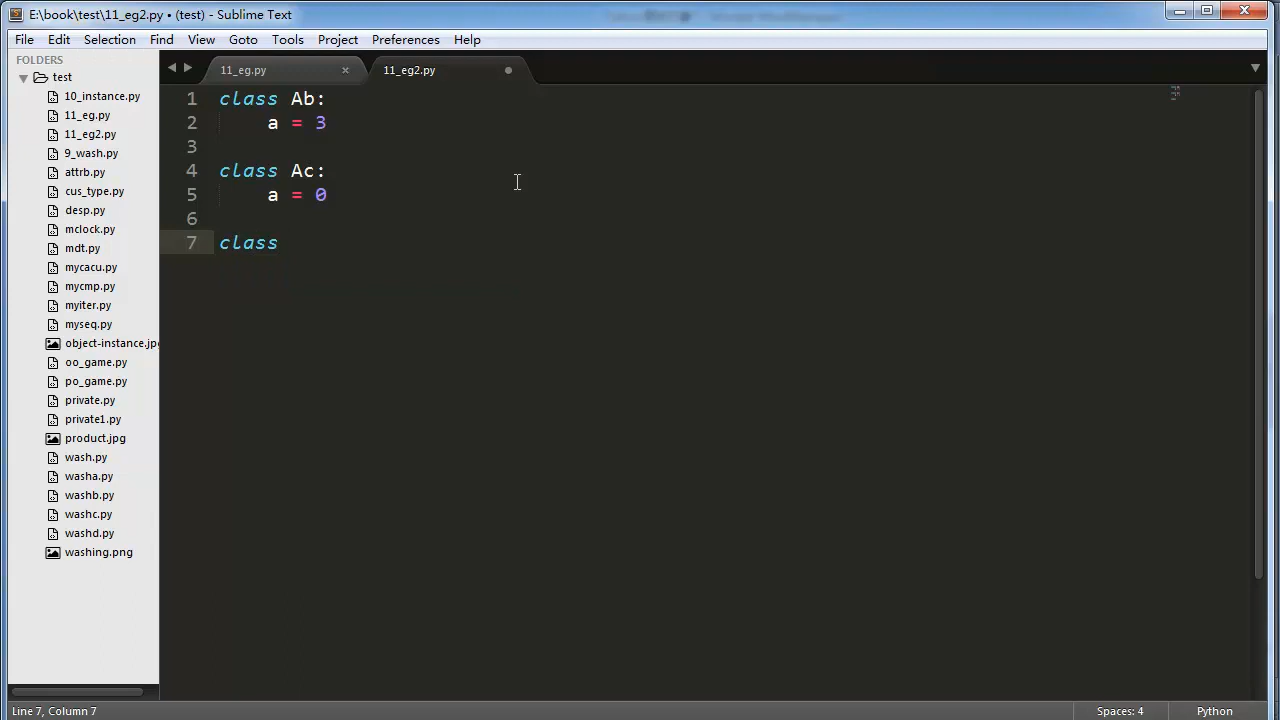 E:\book\test\11_eg2.py • (test) - Sublime Text
File Edit Selection Find View Goto Tools Project Preferences Help
FOLDERS
test
10_instance.py
11_eg.py
11_eg2.py
9_wash.py
attrb.py
cus_type.py
desp.py
mclock.py
mdt.py
mycacu.py
mycmp.py
myiter.py
myseq.py
object-instance.jp
oo_game.py
po_game.py
private.py
private1.py
product.jpg
wash.py
washa.py
washb.py
washc.py
washd.py
washing.png
11_eg.py × 11_eg2.py
1 class Ab:
2 a = 3
3
4 class Ac:
5 a = 0
6
7 class
Line 7, Column 7 Spaces: 4 Python